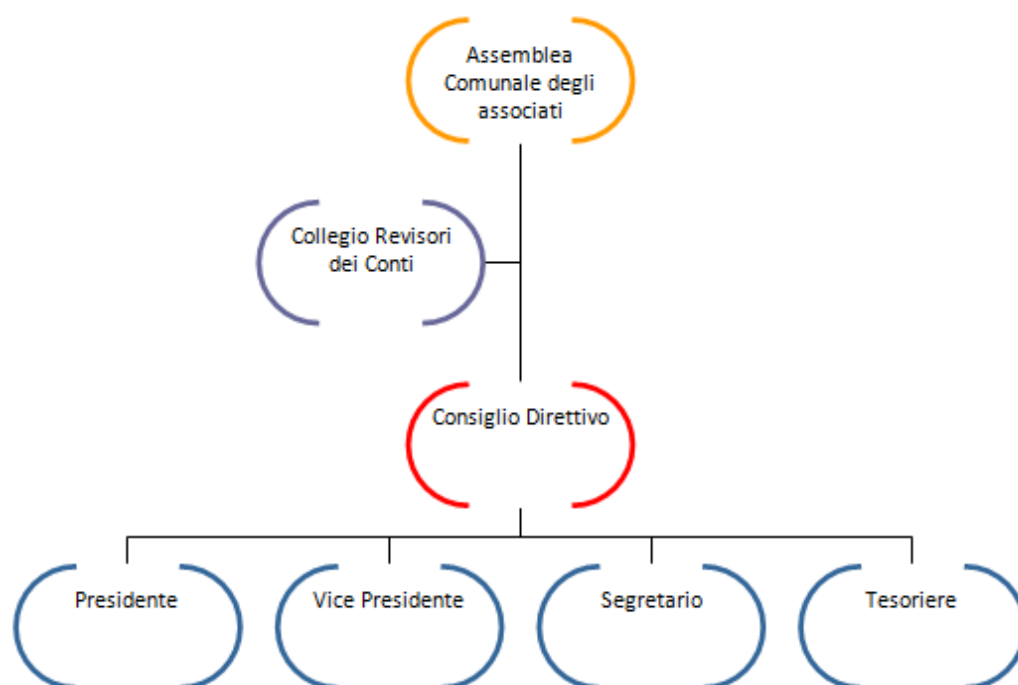 Assemblea
Comunale degli
associati
Collegio Revisori
dei Conti
Consiglio Direttivo
Presidente
Vice Presidente
Segretario
Tesoriere